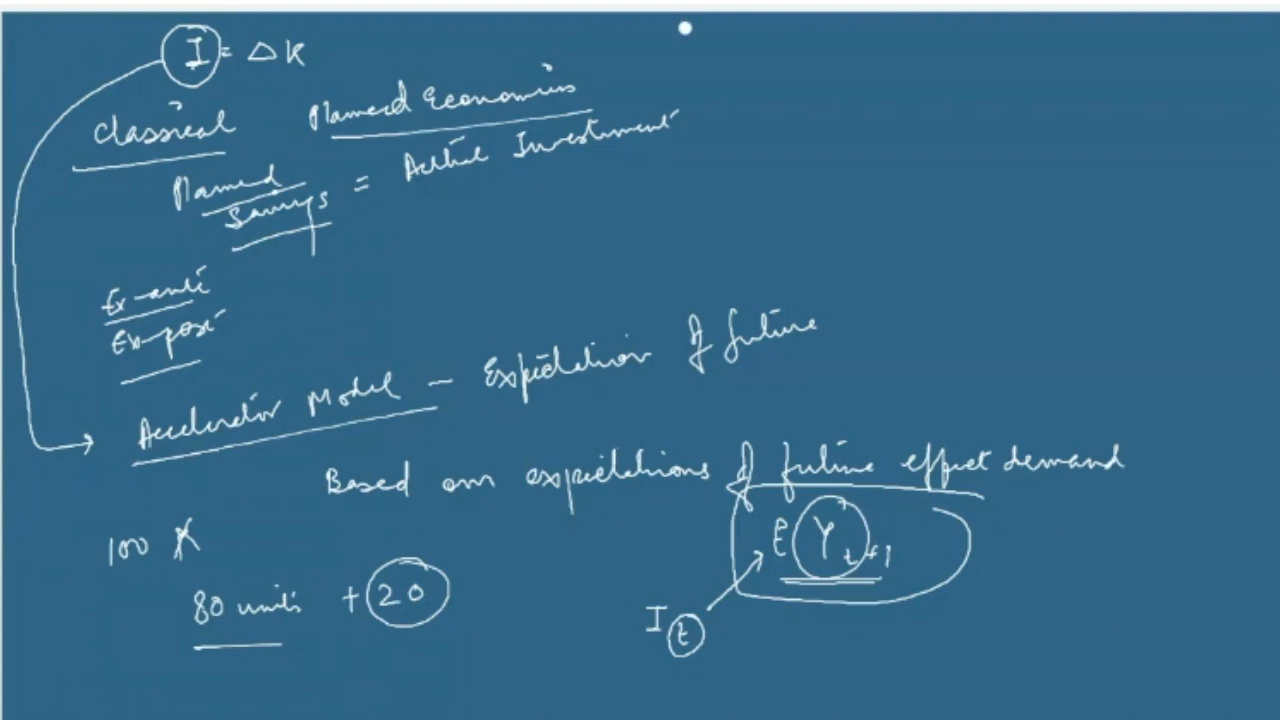 I = ΔK
Classical Planned Economies
Planned Savings = Actual Investment
Ex-ante
Ex-post
Accelerator Model - Expectation of future
Based on expectations of future effect demand
100 K
E Y t+1
80 units + 20
I t